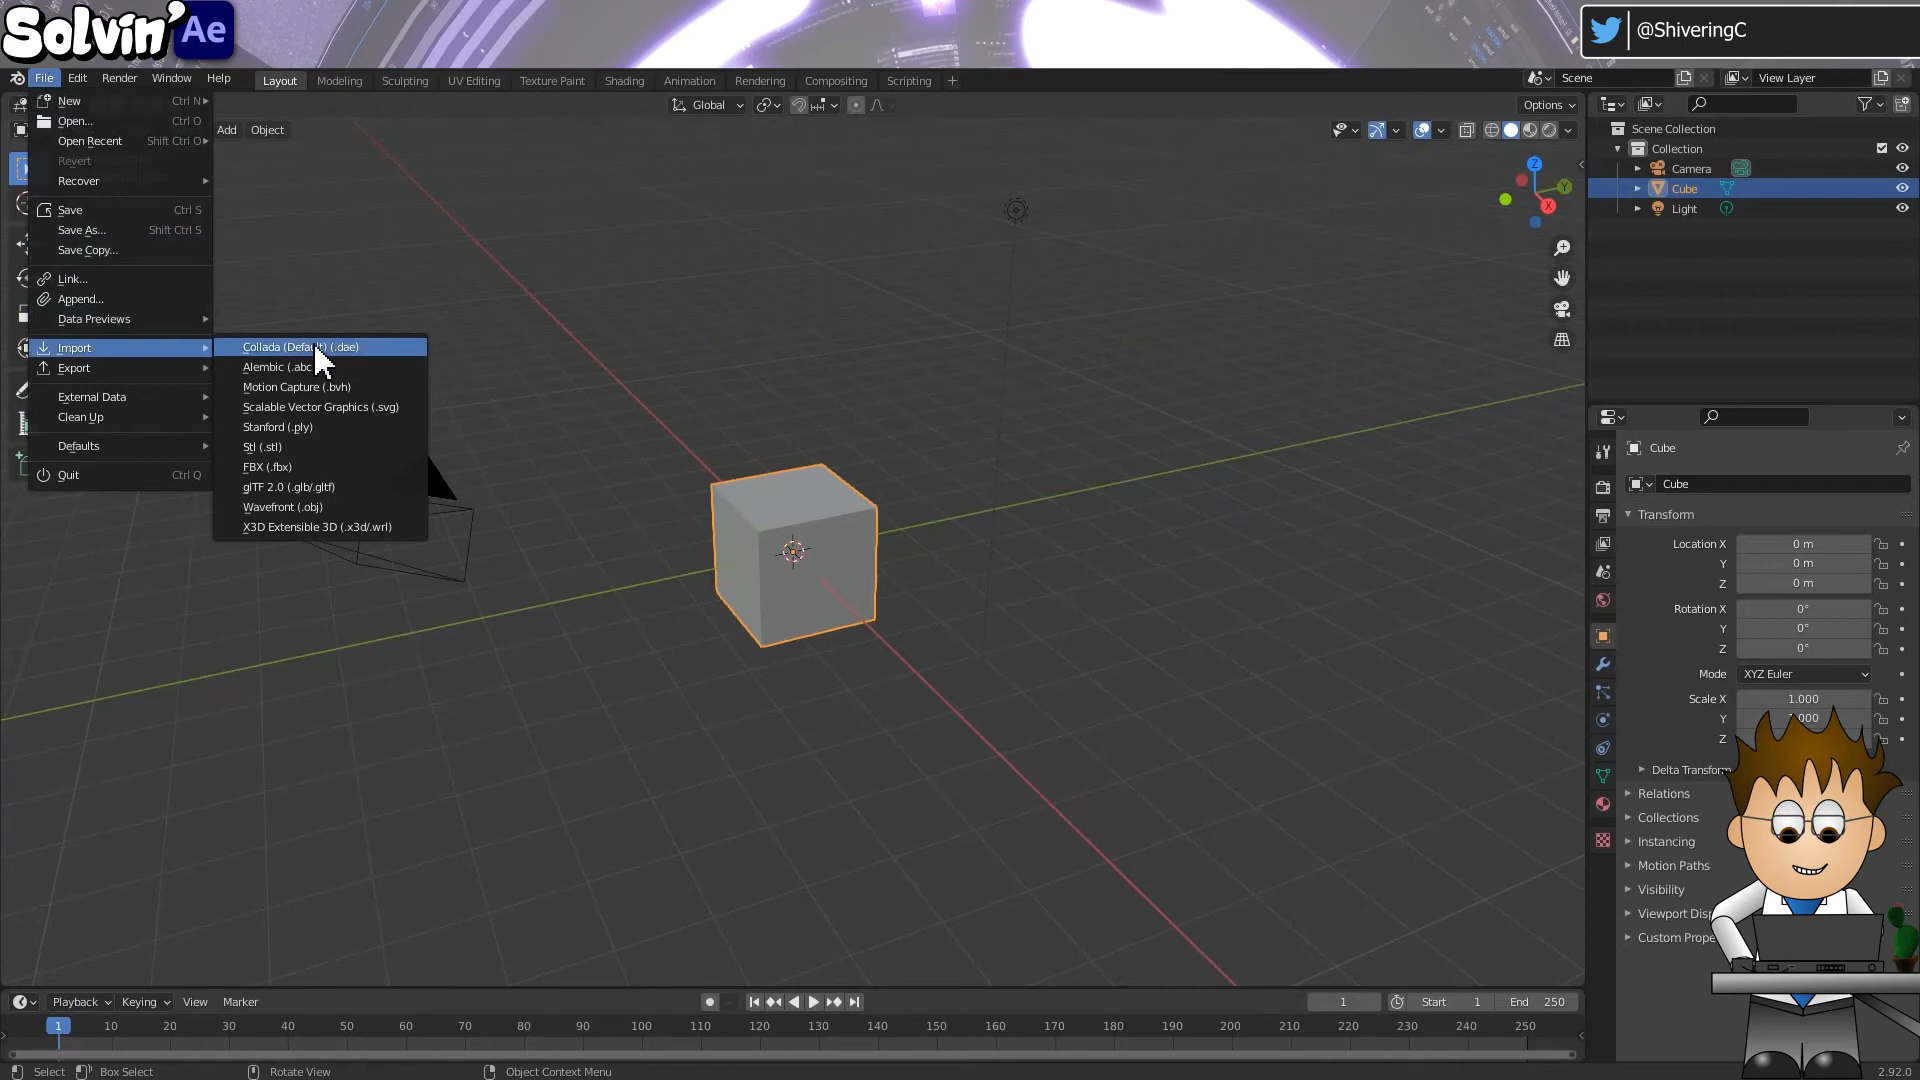 Solvin' Ae
@ShiveringC
File Edit Render Window Help
Layout Modeling Sculpting UV Editing Texture Paint Shading Animation Rendering Compositing Scripting +
Scene
View Layer
New Ctrl N
Open... Ctrl O
Open Recent Shift Ctrl O
Revert
Recover
Save Ctrl S
Save As... Shift Ctrl S
Save Copy...
Link...
Append...
Data Previews
Import
Export
External Data
Clean Up
Defaults
Quit Ctrl Q
Collada (Default) (.dae)
Alembic (.abc
Motion Capture (.bvh)
Scalable Vector Graphics (.svg)
Stanford (.ply)
Stl (.stl)
FBX (.fbx)
glTF 2.0 (.glb/.gltf)
Wavefront (.obj)
X3D Extensible 3D (.x3d/.wrl)
Add Object
Global
Options
Z
Y
X
Scene Collection
Collection
Camera
Cube
Light
Cube
Cube
Transform
Location X 0 m
Y 0 m
Z 0 m
Rotation X 0°
Y 0°
Z 0°
Mode XYZ Euler
Scale X 1.000
Y 1.000
Z
Delta Transform
Relations
Collections
Instancing
Motion Paths
Visibility
Viewport Disp
Custom Prope
Playback Keying View Marker
1 Start 1 End 250
1 10 20 30 40 50 60 70 80 90 100 110 120 130 140 150 160 170 180 190 200 210 220 230 240 250
Select Box Select Rotate View Object Context Menu 2.92.0